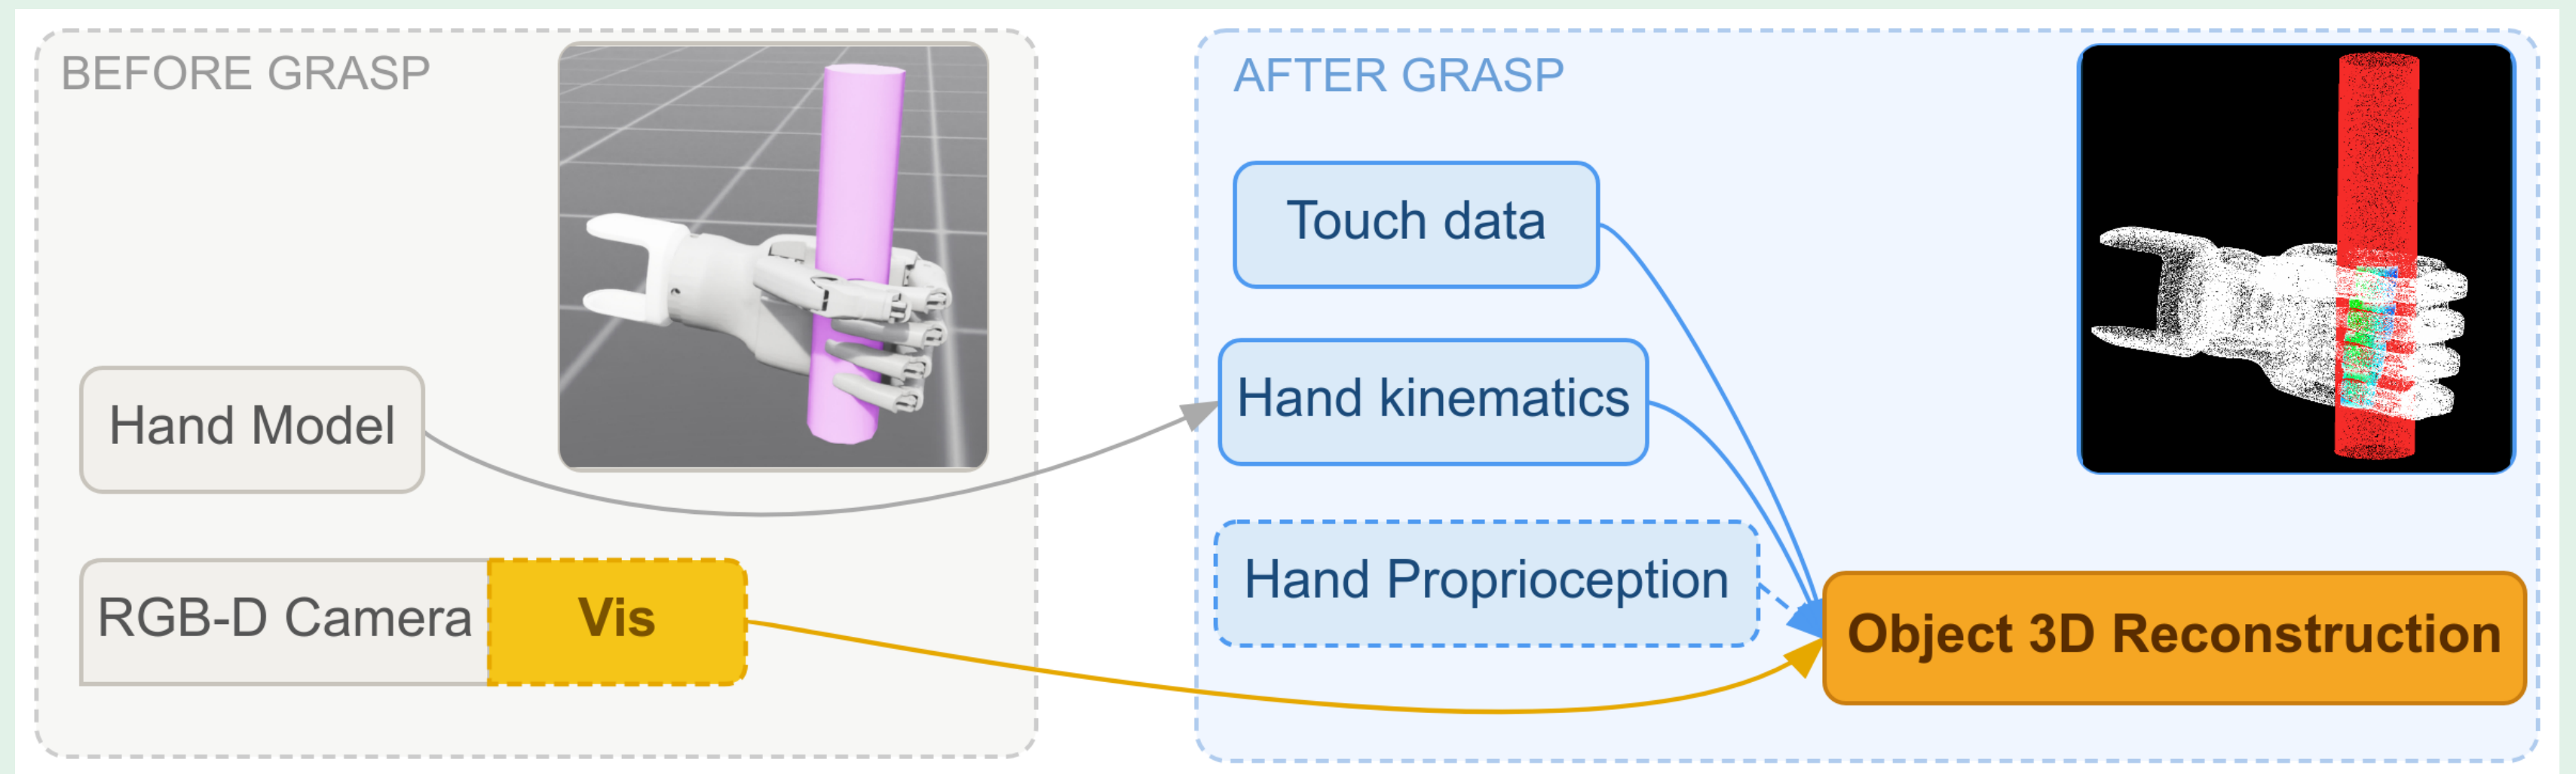 BEFORE GRASP
Hand Model
RGB-D Camera
Vis
AFTER GRASP
Touch data
Hand kinematics
Hand Proprioception
Object 3D Reconstruction